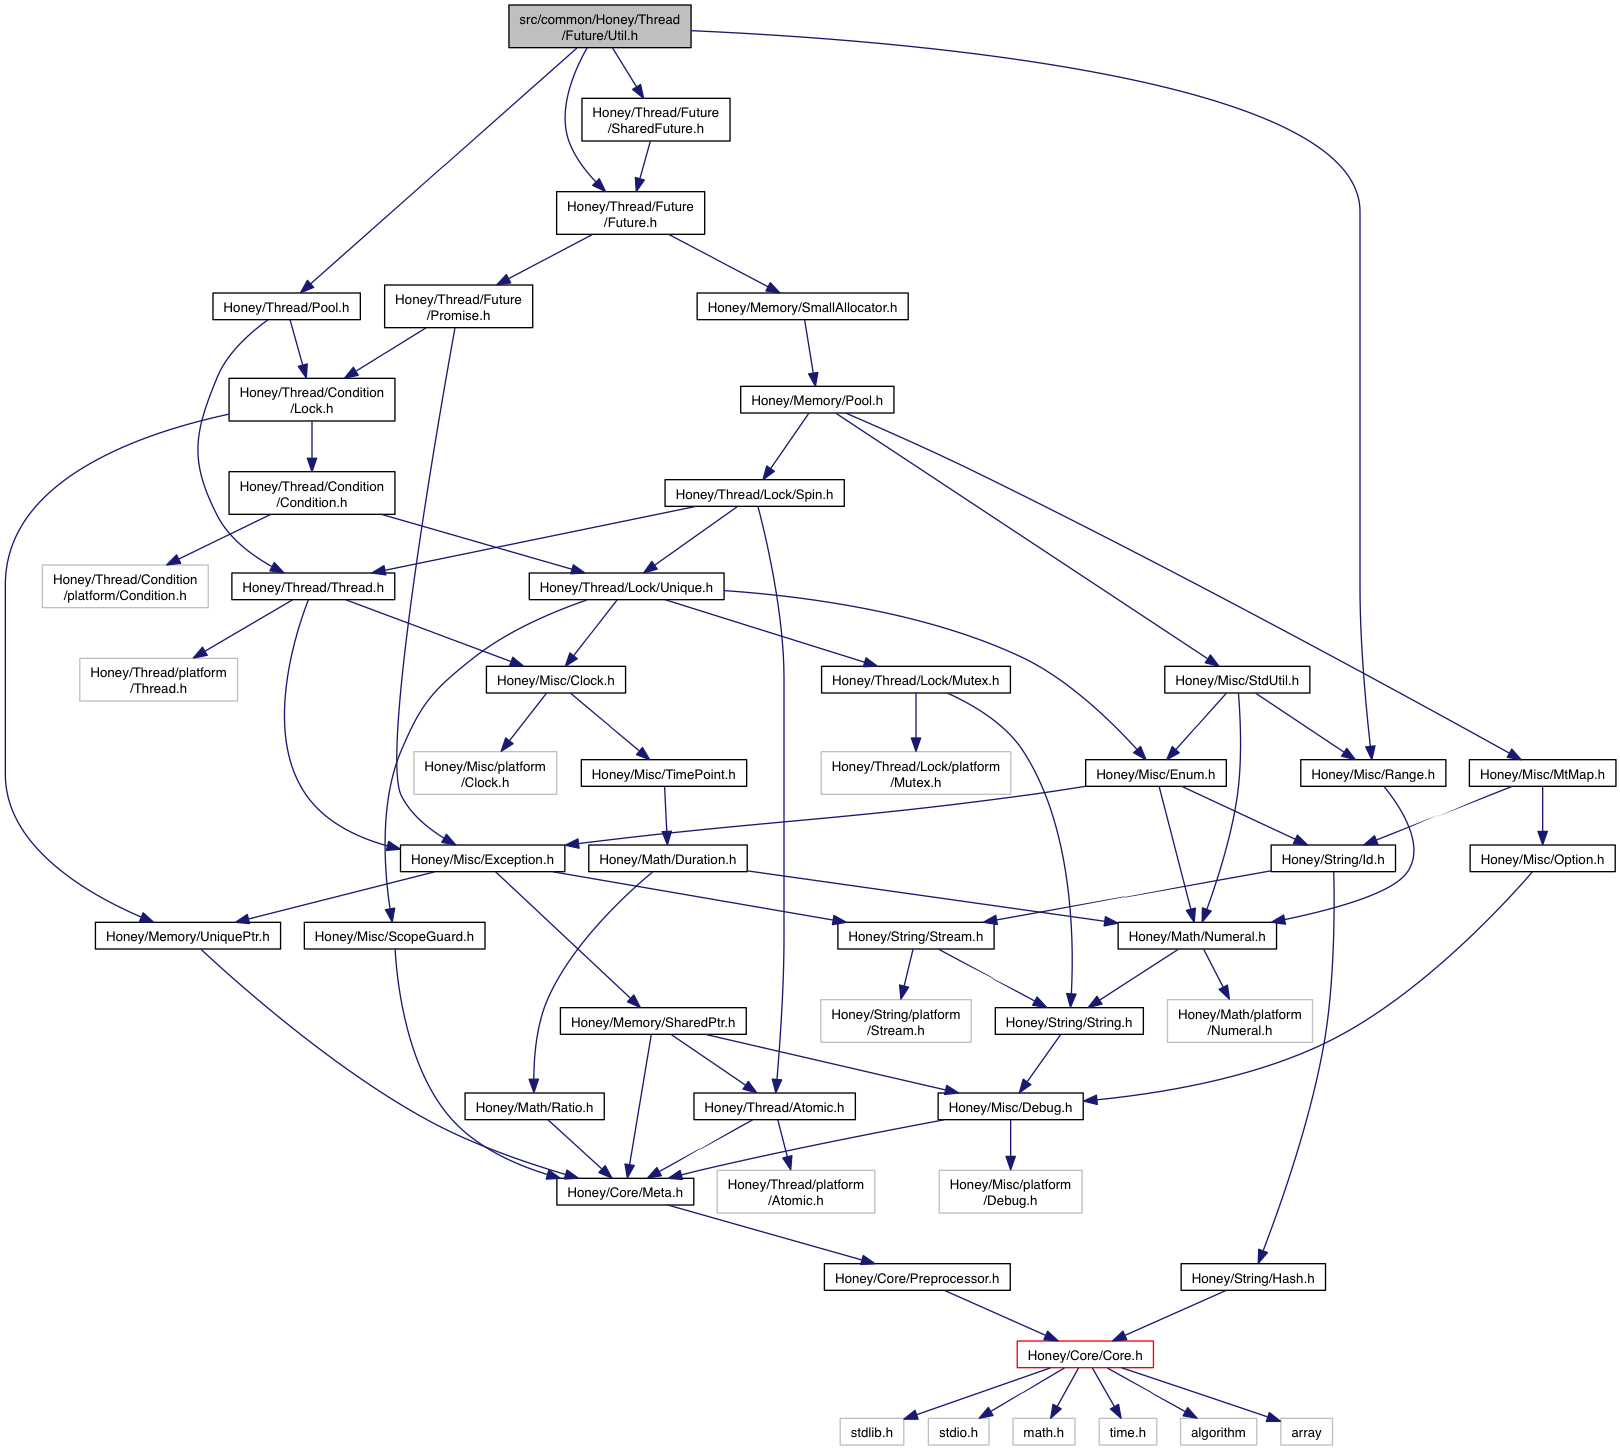 src/common/Honey/Thread
/Future/Util.h
Honey/Thread/Future
/SharedFuture.h
Honey/Thread/Future
/Future.h
Honey/Thread/Pool.h
Honey/Thread/Future
/Promise.h
Honey/Memory/SmallAllocator.h
Honey/Thread/Condition
/Lock.h
Honey/Memory/Pool.h
Honey/Thread/Condition
/Condition.h
Honey/Thread/Lock/Spin.h
Honey/Thread/Condition
/platform/Condition.h
Honey/Thread/Thread.h
Honey/Thread/Lock/Unique.h
Honey/Thread/platform
/Thread.h
Honey/Misc/Clock.h
Honey/Thread/Lock/Mutex.h
Honey/Misc/StdUtil.h
Honey/Misc/platform
/Clock.h
Honey/Misc/TimePoint.h
Honey/Thread/Lock/platform
/Mutex.h
Honey/Misc/Enum.h
Honey/Misc/Range.h
Honey/Misc/MtMap.h
Honey/Misc/Exception.h
Honey/Math/Duration.h
Honey/String/Id.h
Honey/Misc/Option.h
Honey/Memory/UniquePtr.h
Honey/Misc/ScopeGuard.h
Honey/String/Stream.h
Honey/Math/Numeral.h
Honey/Memory/SharedPtr.h
Honey/String/platform
/Stream.h
Honey/String/String.h
Honey/Math/platform
/Numeral.h
Honey/Math/Ratio.h
Honey/Thread/Atomic.h
Honey/Misc/Debug.h
Honey/Core/Meta.h
Honey/Thread/platform
/Atomic.h
Honey/Misc/platform
/Debug.h
Honey/Core/Preprocessor.h
Honey/String/Hash.h
Honey/Core/Core.h
stdlib.h
stdio.h
math.h
time.h
algorithm
array